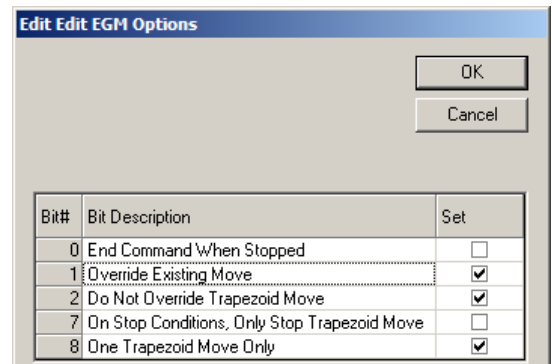 Edit Edit EGM Options
OK
Cancel
Bit# Bit Description Set
0 End Command When Stopped
1 Override Existing Move
2 Do Not Override Trapezoid Move
7 On Stop Conditions, Only Stop Trapezoid Move
8 One Trapezoid Move Only